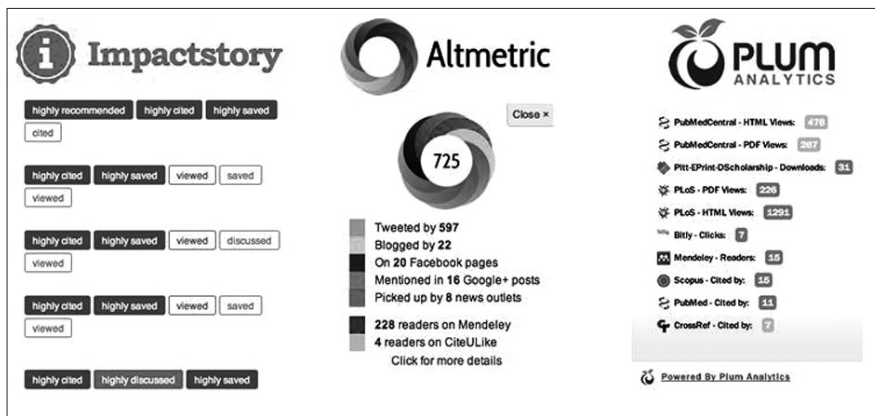 i Impactstory
highly recommended highly cited highly saved
cited
highly cited highly saved viewed saved
viewed
highly cited highly saved viewed discussed
viewed
highly cited highly saved viewed saved
viewed
highly cited highly discussed highly saved
Altmetric
Close ×
725
Tweeted by 597
Blogged by 22
On 20 Facebook pages
Mentioned in 16 Google+ posts
Picked up by 8 news outlets
228 readers on Mendeley
4 readers on CiteULike
Click for more details
PLUM
ANALYTICS
PubMedCentral - HTML Views: 478
PubMedCentral - PDF Views: 267
Pitt-EPrint-DScholarship - Downloads: 31
PLoS - PDF Views: 226
PLoS - HTML Views: 1291
Bitly - Clicks: 7
Mendeley - Readers: 15
Scopus - Cited by: 15
PubMed - Cited by: 11
CrossRef - Cited by: 7
Powered By Plum Analytics